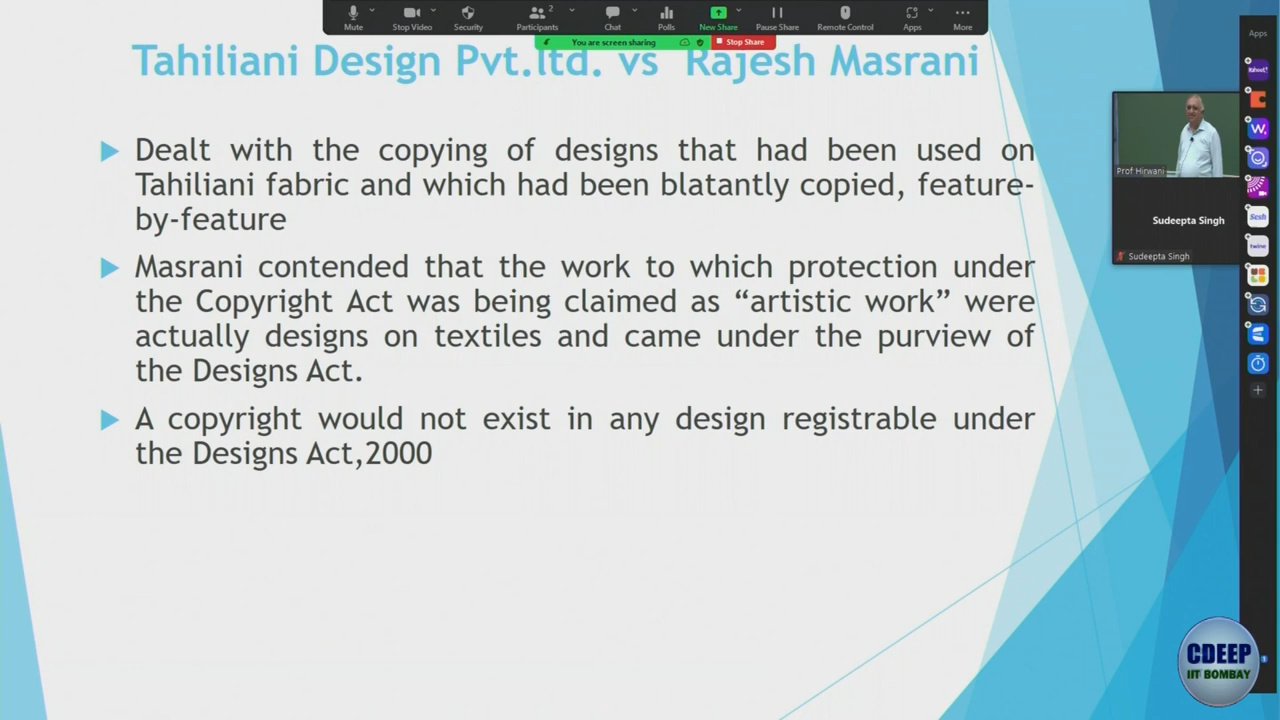 Mute
Stop Video
Security
Participants
2
Chat
Polls
New Share
Pause Share
Remote Control
Apps
More
You are screen sharing
Stop Share
Tahiliani Design Pvt.ltd. vs Rajesh Masrani
Dealt with the copying of designs that had been used on
Tahiliani fabric and which had been blatantly copied, feature-
by-feature
Masrani contended that the work to which protection under
the Copyright Act was being claimed as “artistic work” were
actually designs on textiles and came under the purview of
the Designs Act.
A copyright would not exist in any design registrable under
the Designs Act,2000
Apps
Prof Hirwani
Sudeepta Singh
Sudeepta Singh
W
Sesh
twine
CDEEP
IIT BOMBAY